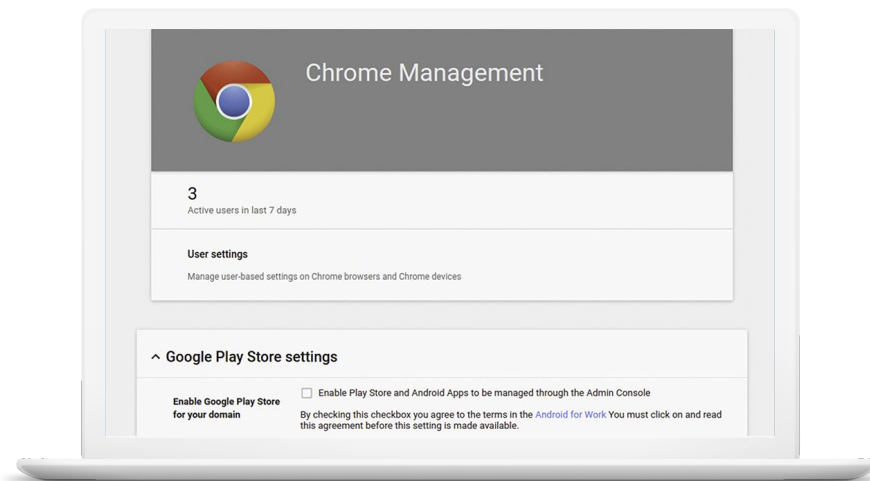 Chrome Management
3
Active users in last 7 days
User settings
Manage user-based settings on Chrome browsers and Chrome devices
Google Play Store settings
Enable Google Play Store
for your domain
Enable Play Store and Android Apps to be managed through the Admin Console
By checking this checkbox you agree to the terms in the Android for Work You must click on and read
this agreement before this setting is made available.